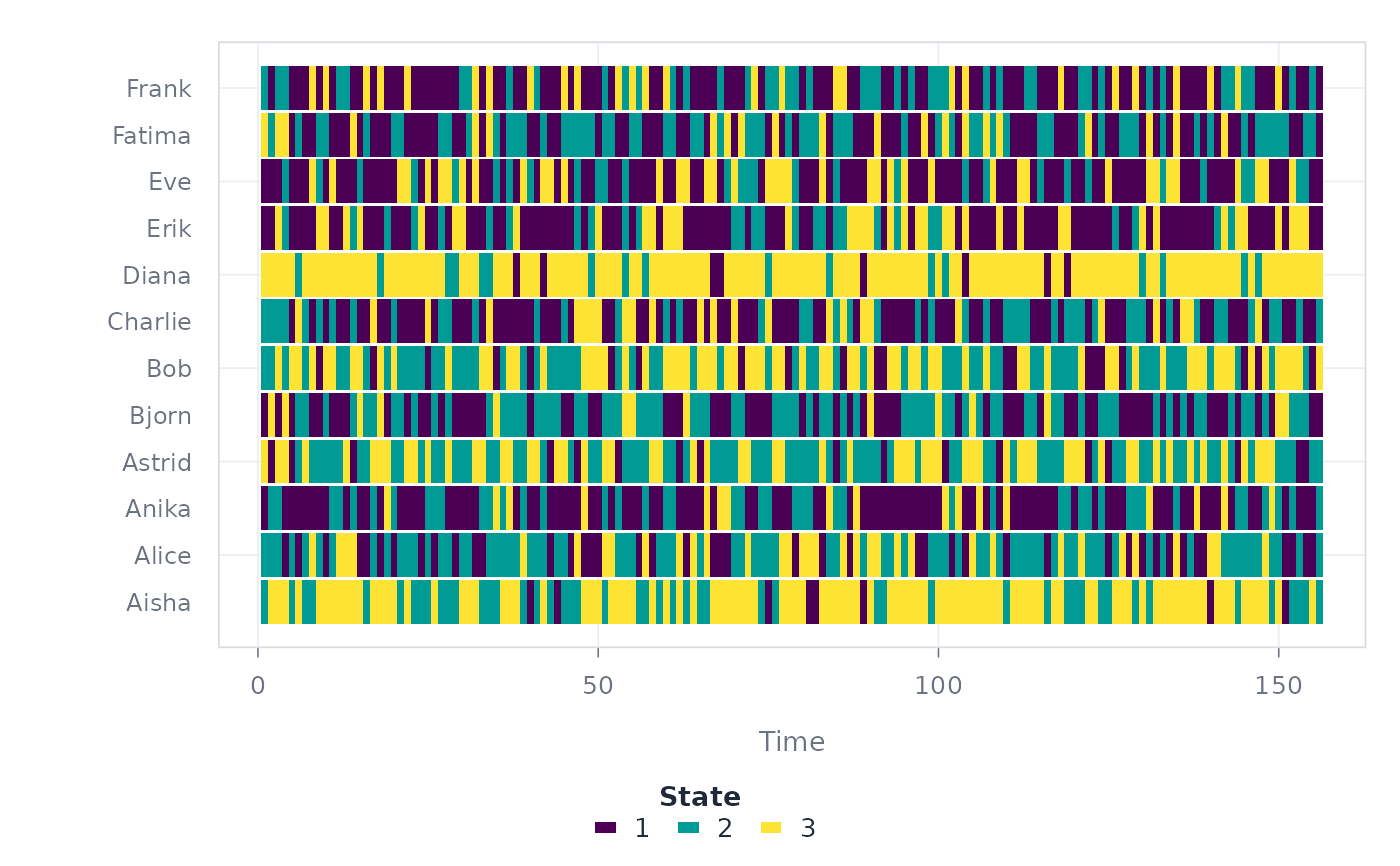 Frank
Fatima
Eve
Erik
Diana
Charlie
Bob
Bjorn
Astrid
Anika
Alice
Aisha
0 50 100 150
Time
State
1 2 3